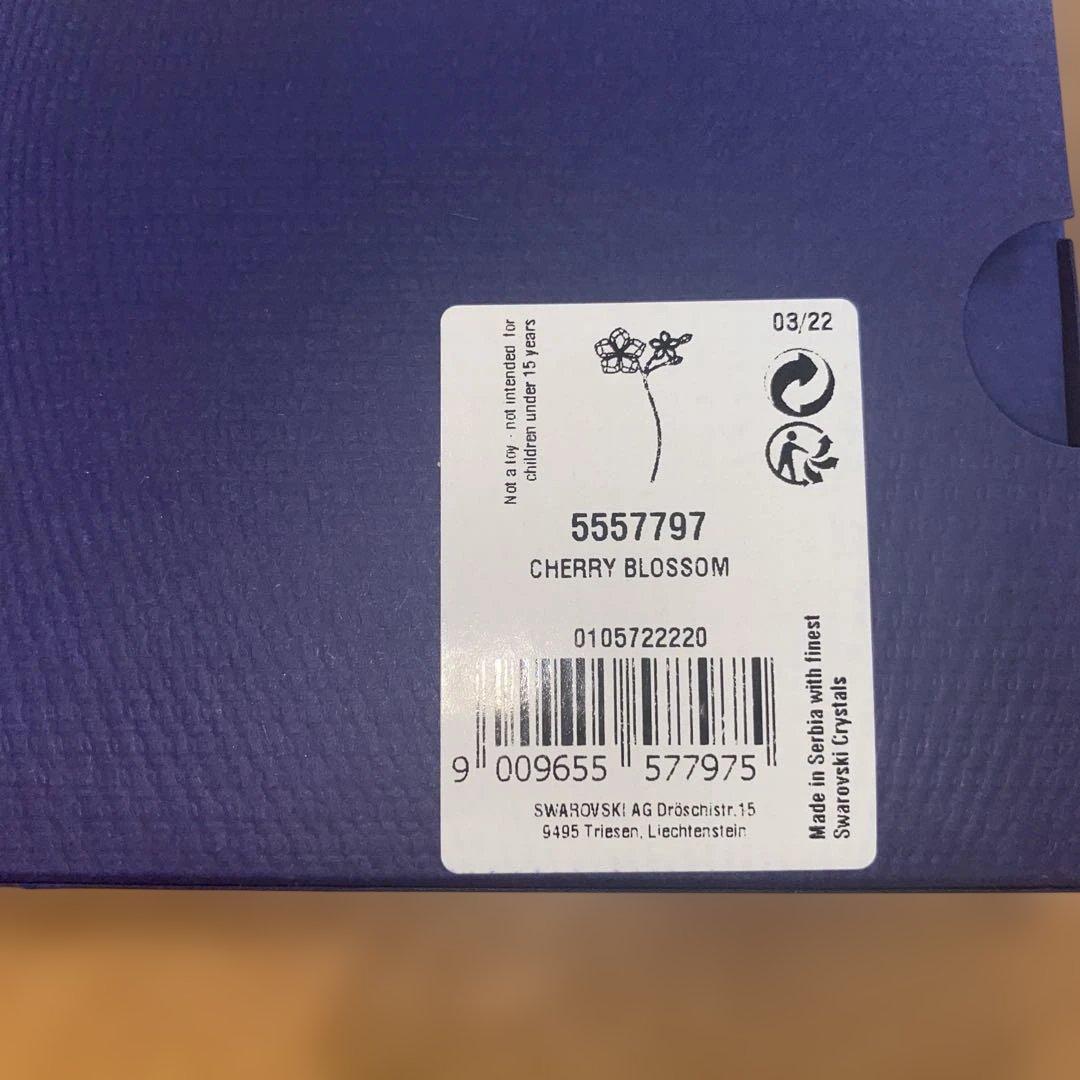 Not a toy - not intended for
children under 15 years
03/22
5557797
CHERRY BLOSSOM
0105722220
9 009655 577975
SWAROVSKI AG Dröschistr.15
9495 Triesen, Liechtenstein
Made in Serbia with finest
Swarovski Crystals